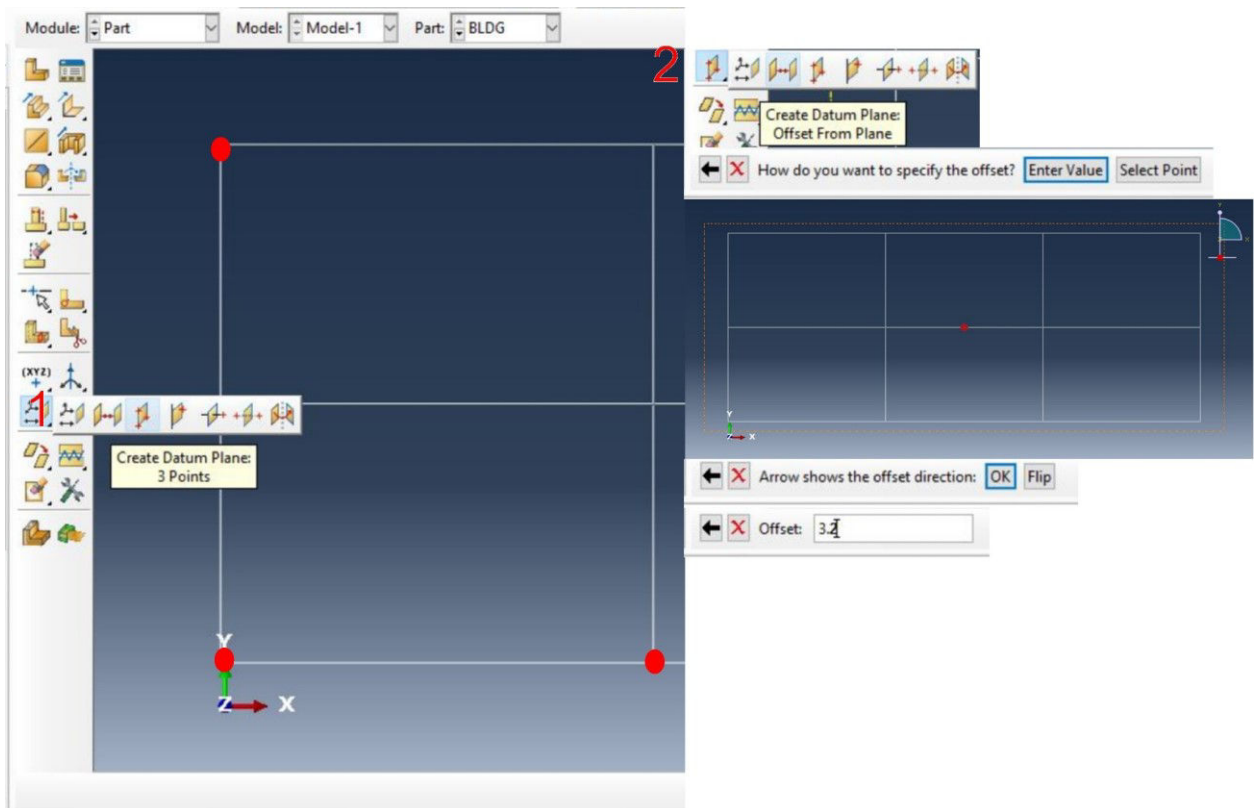 Module: Part Model: Model-1 Part: BLDG
(XYZ)
1
Create Datum Plane:
3 Points
Y
Z X
2
Create Datum Plane:
Offset From Plane
How do you want to specify the offset? Enter Value Select Point
Y
X
Y
Z X
Arrow shows the offset direction: OK Flip
Offset: 3.2